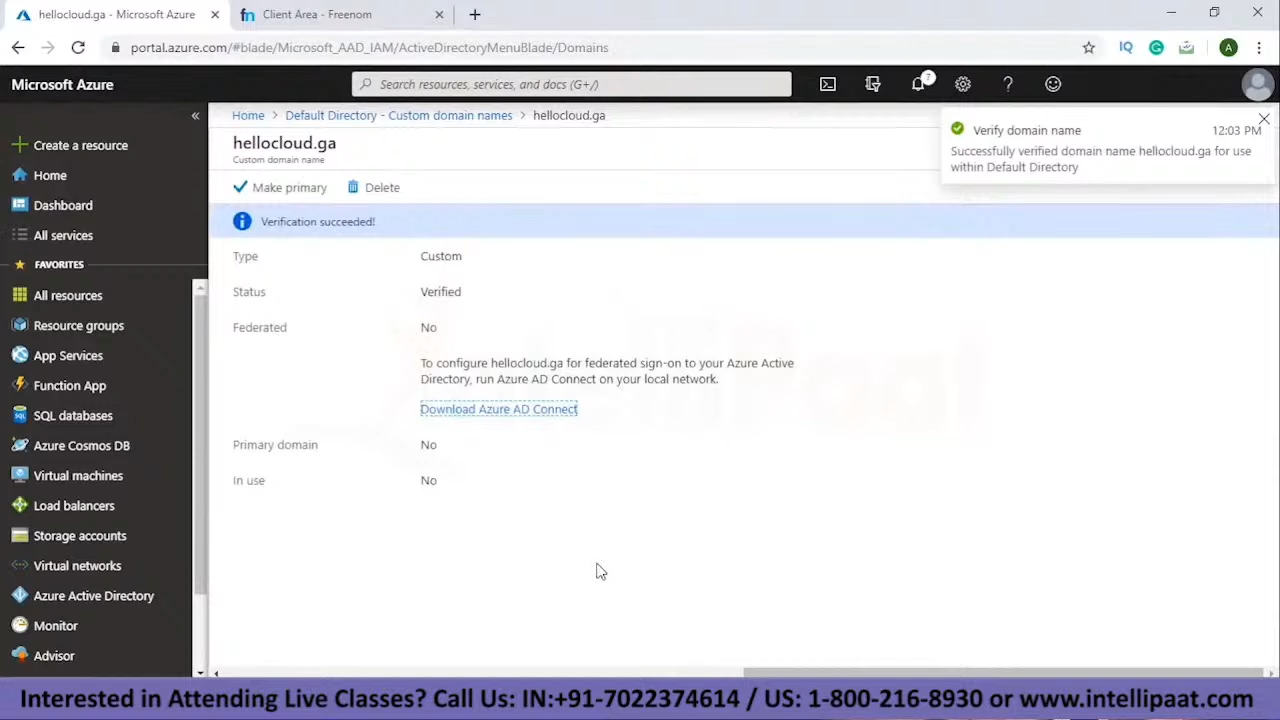 hellocloud.ga - Microsoft Azure
Client Area - Freenom
portal.azure.com/#blade/Microsoft_AAD_IAM/ActiveDirectoryMenuBlade/Domains
IQ
A
Microsoft Azure
Search resources, services, and docs (G+/)
7
Home > Default Directory - Custom domain names > hellocloud.ga
hellocloud.ga
Custom domain name
Make primary
Delete
Verification succeeded!
Verify domain name
12:03 PM
Successfully verified domain name hellocloud.ga for use
within Default Directory
Create a resource
Home
Dashboard
All services
FAVORITES
All resources
Resource groups
App Services
Function App
SQL databases
Azure Cosmos DB
Virtual machines
Load balancers
Storage accounts
Virtual networks
Azure Active Directory
Monitor
Advisor
Type
Custom
Status
Verified
Federated
No
To configure hellocloud.ga for federated sign-on to your Azure Active
Directory, run Azure AD Connect on your local network.
Download Azure AD Connect
Primary domain
No
In use
No
Interested in Attending Live Classes? Call Us: IN:+91-7022374614 / US: 1-800-216-8930 or www.intellipaat.com